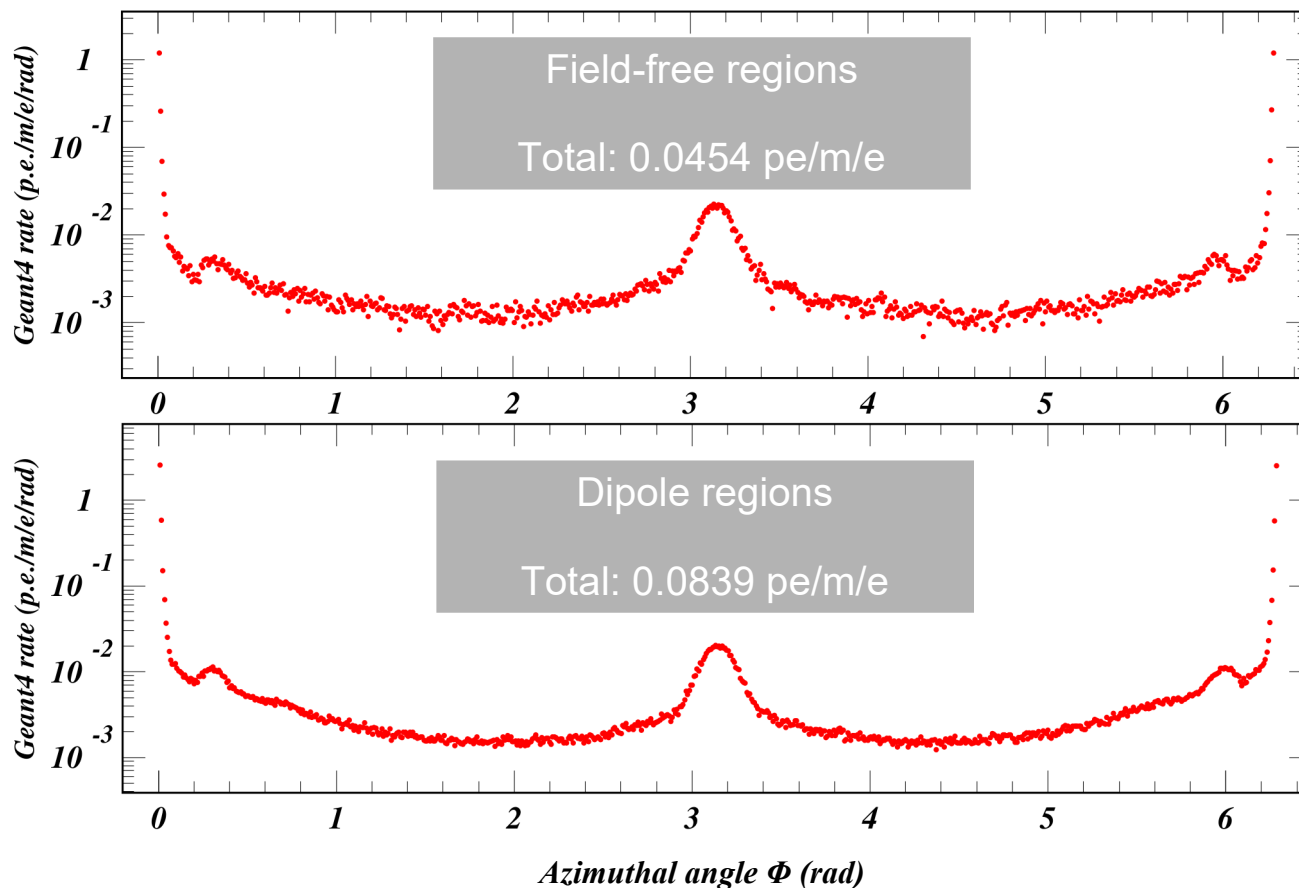 Geant4 rate (p.e./m/e/rad)
1
10 -1
10 -2
10 -3
Field-free regions
Total: 0.0454 pe/m/e
0 1 2 3 4 5 6
Geant4 rate (p.e./m/e/rad)
1
10 -1
10 -2
10 -3
Dipole regions
Total: 0.0839 pe/m/e
0 1 2 3 4 5 6
Azimuthal angle Φ (rad)